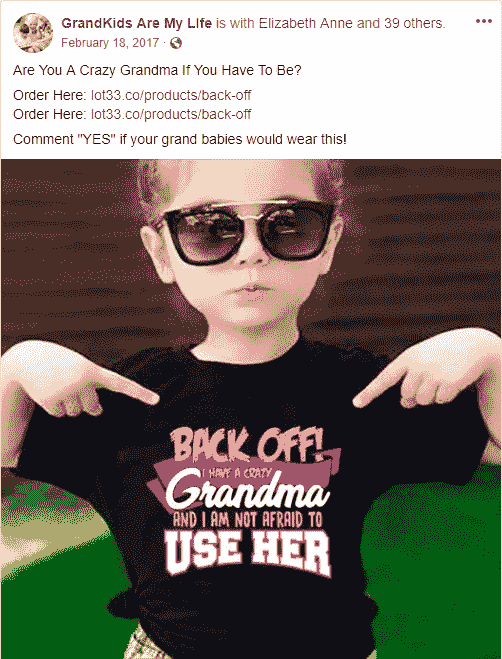 GrandKids Are My Life is with Elizabeth Anne and 39 others.
February 18, 2017 ·
Are You A Crazy Grandma If You Have To Be?
Order Here: lot33.co/products/back-off
Order Here: lot33.co/products/back-off
Comment "YES" if your grand babies would wear this!
BACK OFF!
I HAVE A CRAZY
Grandma
AND I AM NOT AFRAID TO
USE HER